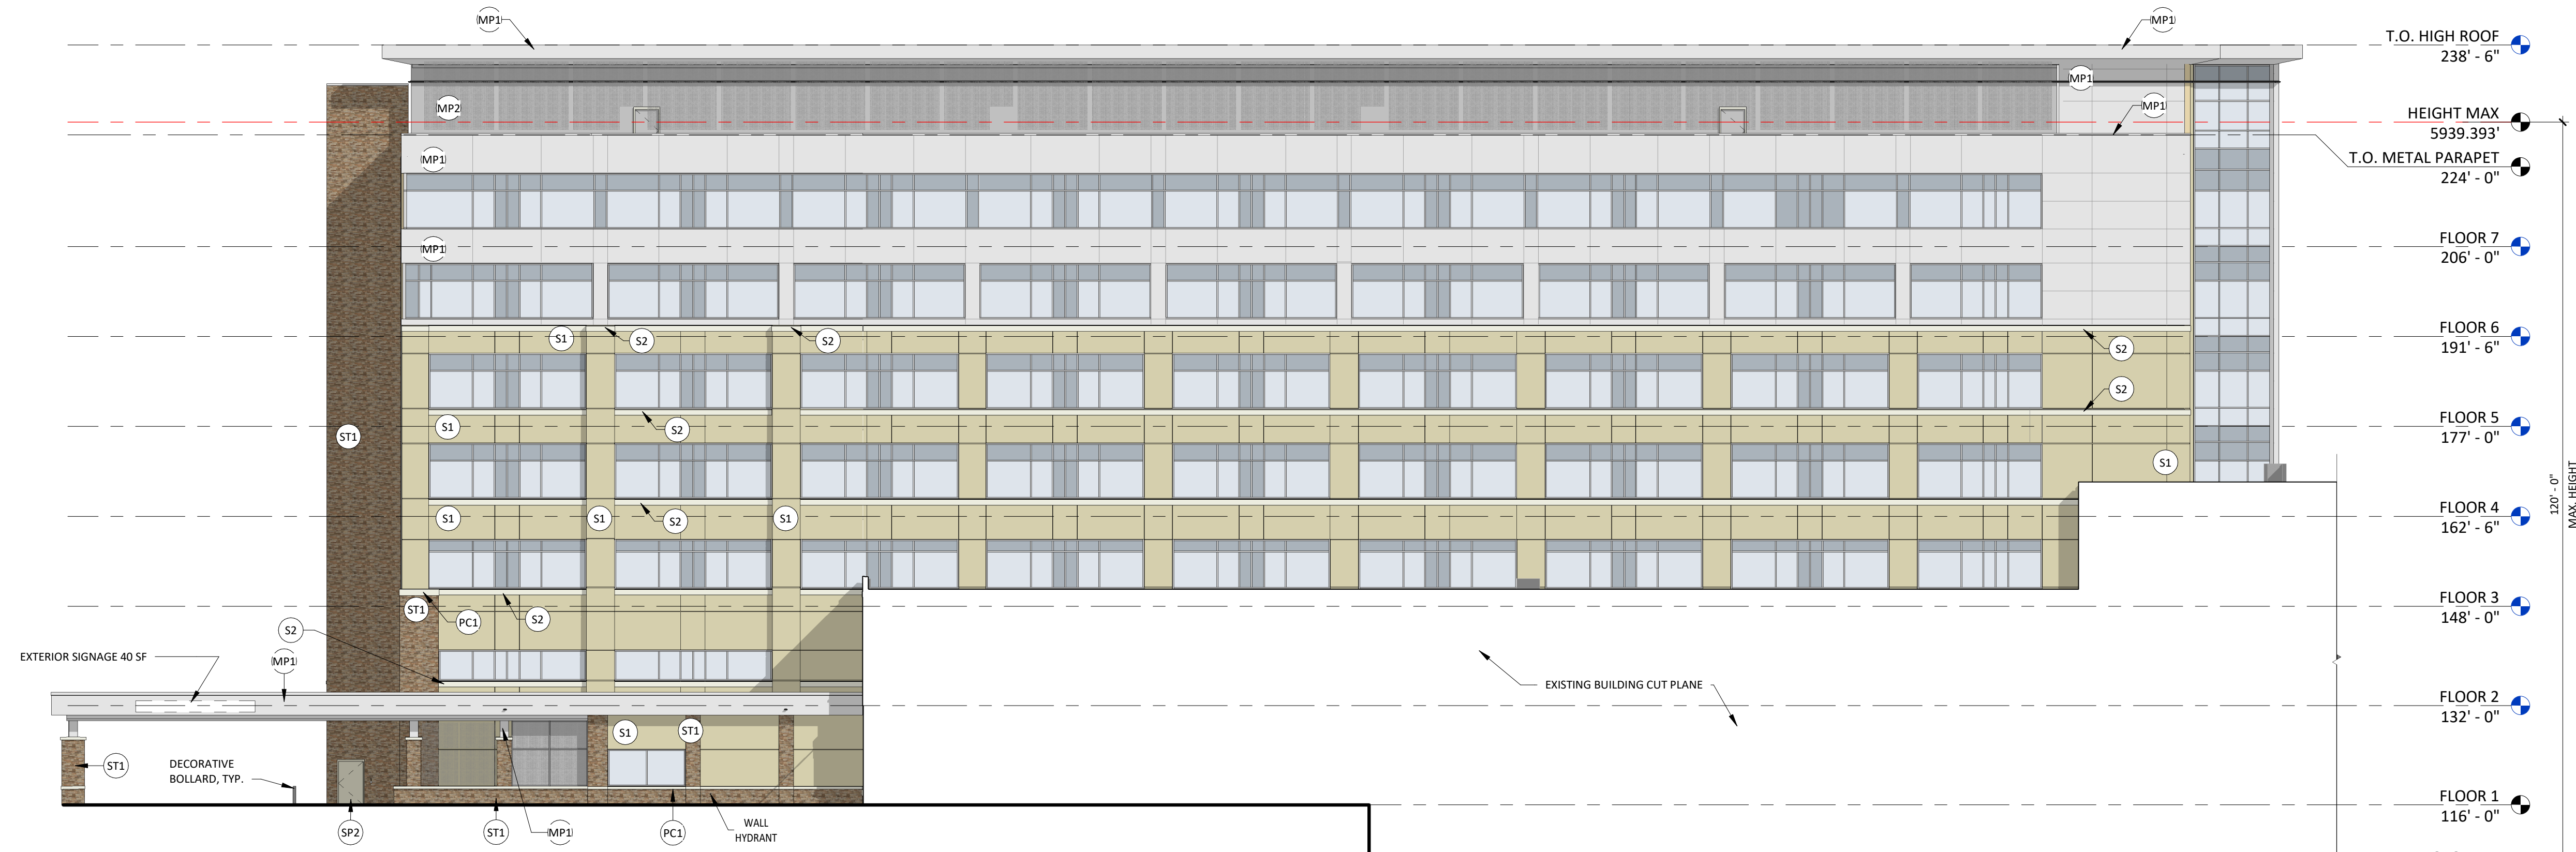 MP1
MP1
T.O. HIGH ROOF
238' - 6"
MP1
MP2
MP1
HEIGHT MAX
5939.393'
MP1
T.O. METAL PARAPET
224' - 0"
MP1
FLOOR 7
206' - 0"
S1
S2
S2
S2
FLOOR 6
191' - 6"
S2
ST1
S1
S2
FLOOR 5
177' - 0"
S1
S1
S1
S2
S1
FLOOR 4
162' - 6"
120' - 0"
MAX. HEIGHT
ST1
PC1
S2
FLOOR 3
148' - 0"
S2
EXTERIOR SIGNAGE 40 SF
MP1
EXISTING BUILDING CUT PLANE
FLOOR 2
132' - 0"
S1
ST1
ST1
DECORATIVE
BOLLARD, TYP.
SP2
ST1
MP1
PC1
WALL
HYDRANT
FLOOR 1
116' - 0"